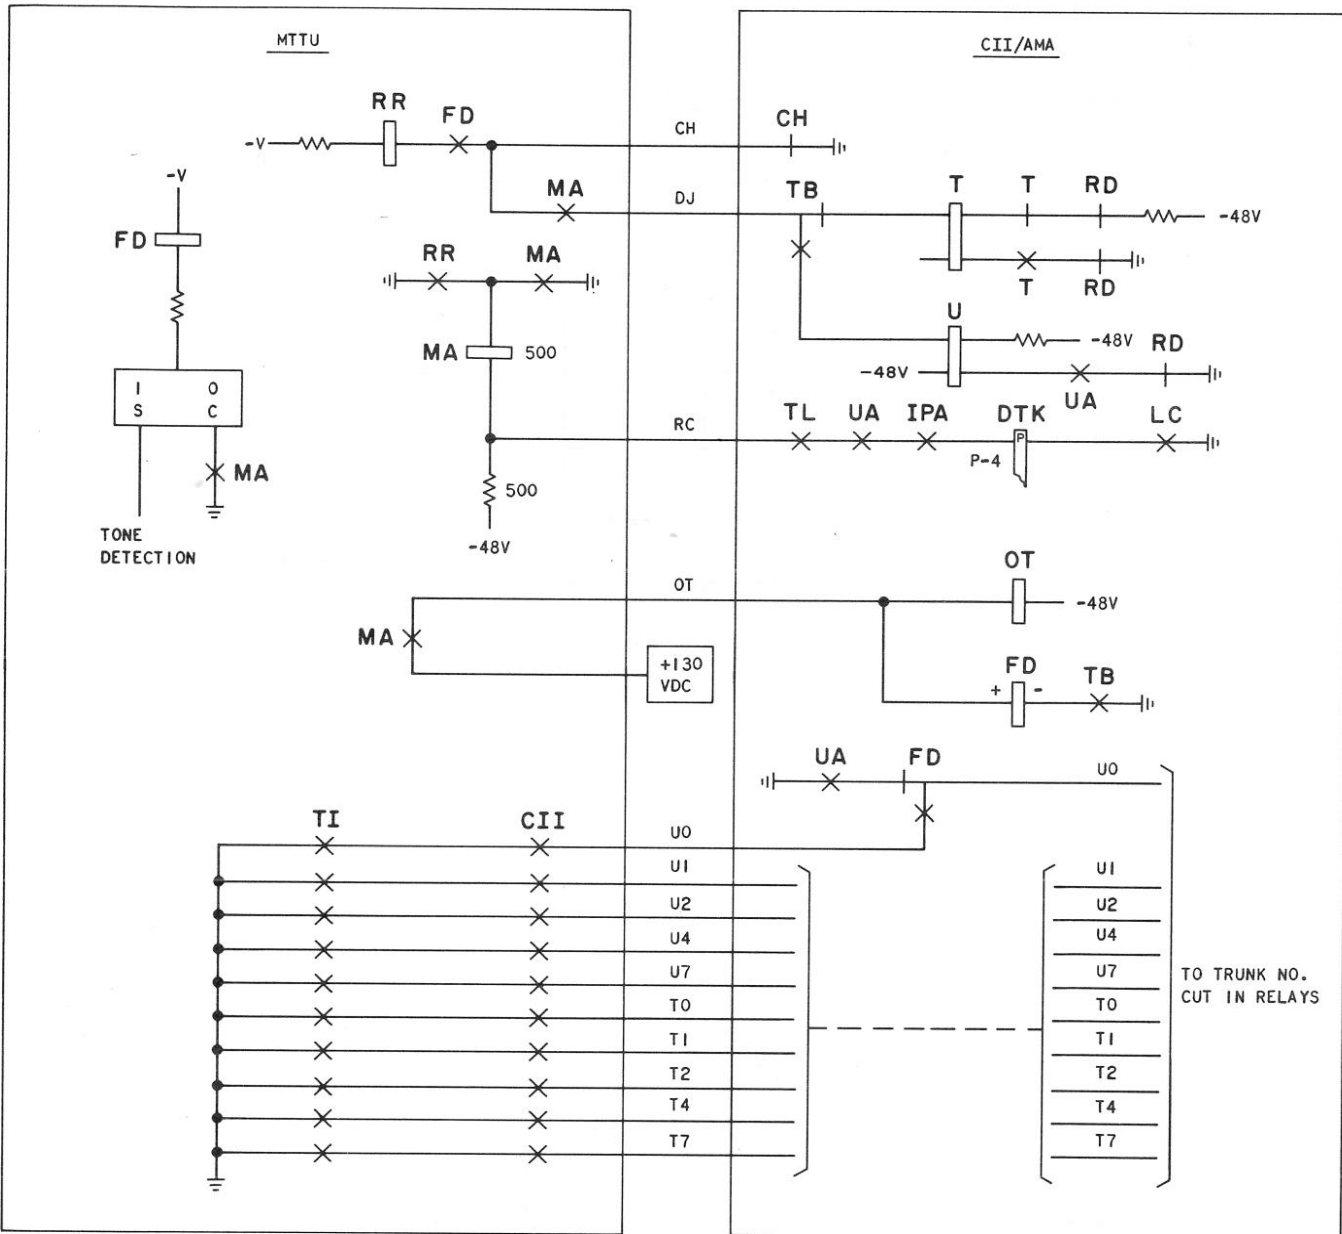 MTTU
CII/AMA
RR
FD
CH
CH
-V
-V
MA
DJ
TB
T
T
RD
-48V
FD
RR
MA
T
RD
U
-48V
MA
500
-48V
RD
UA
I
S
O
C
RC
TL
UA
IPA
DTK
LC
P
P-4
MA
500
TONE
DETECTION
-48V
OT
OT
-48V
MA
+130
VDC
FD
+
-
TB
UA
FD
U0
TI
CII
U0
U1
U1
U2
U2
U4
U4
U7
U7
TO TRUNK NO.
CUT IN RELAYS
T0
T0
T1
T1
T2
T2
T4
T4
T7
T7